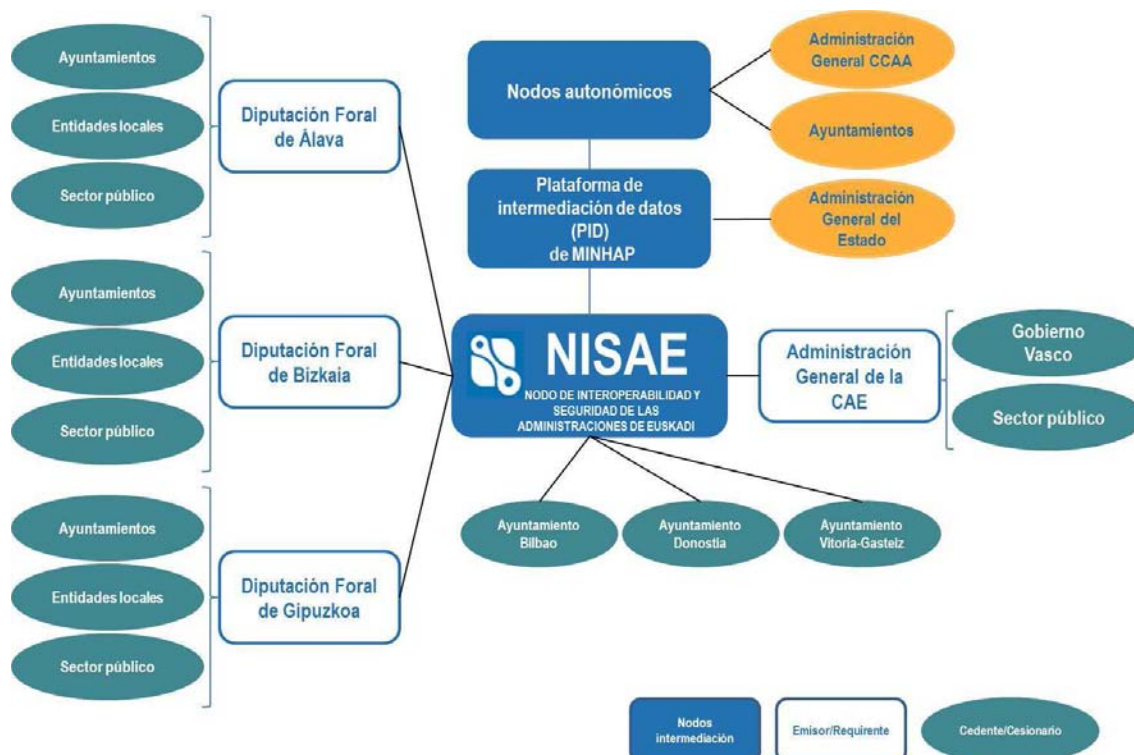 Ayuntamientos
Entidades locales
Sector público
Diputación Foral
de Álava
Ayuntamientos
Entidades locales
Sector público
Diputación Foral
de Bizkaia
Ayuntamientos
Entidades locales
Sector público
Diputación Foral
de Gipuzkoa
Nodos autonómicos
Administración
General CCAA
Ayuntamientos
Plataforma de
intermediación de datos
(PID)
de MINHAP
Administración
General del
Estado
NISAE
NODO DE INTEROPERABILIDAD Y
SEGURIDAD DE LAS
ADMINISTRACIONES DE EUSKADI
Administración
General de la
CAE
Gobierno
Vasco
Sector público
Ayuntamiento
Bilbao
Ayuntamiento
Donostia
Ayuntamiento
Vitoria-Gasteiz
Nodos
intermediación
Emisor/Requirente
Cedente/Cesionario